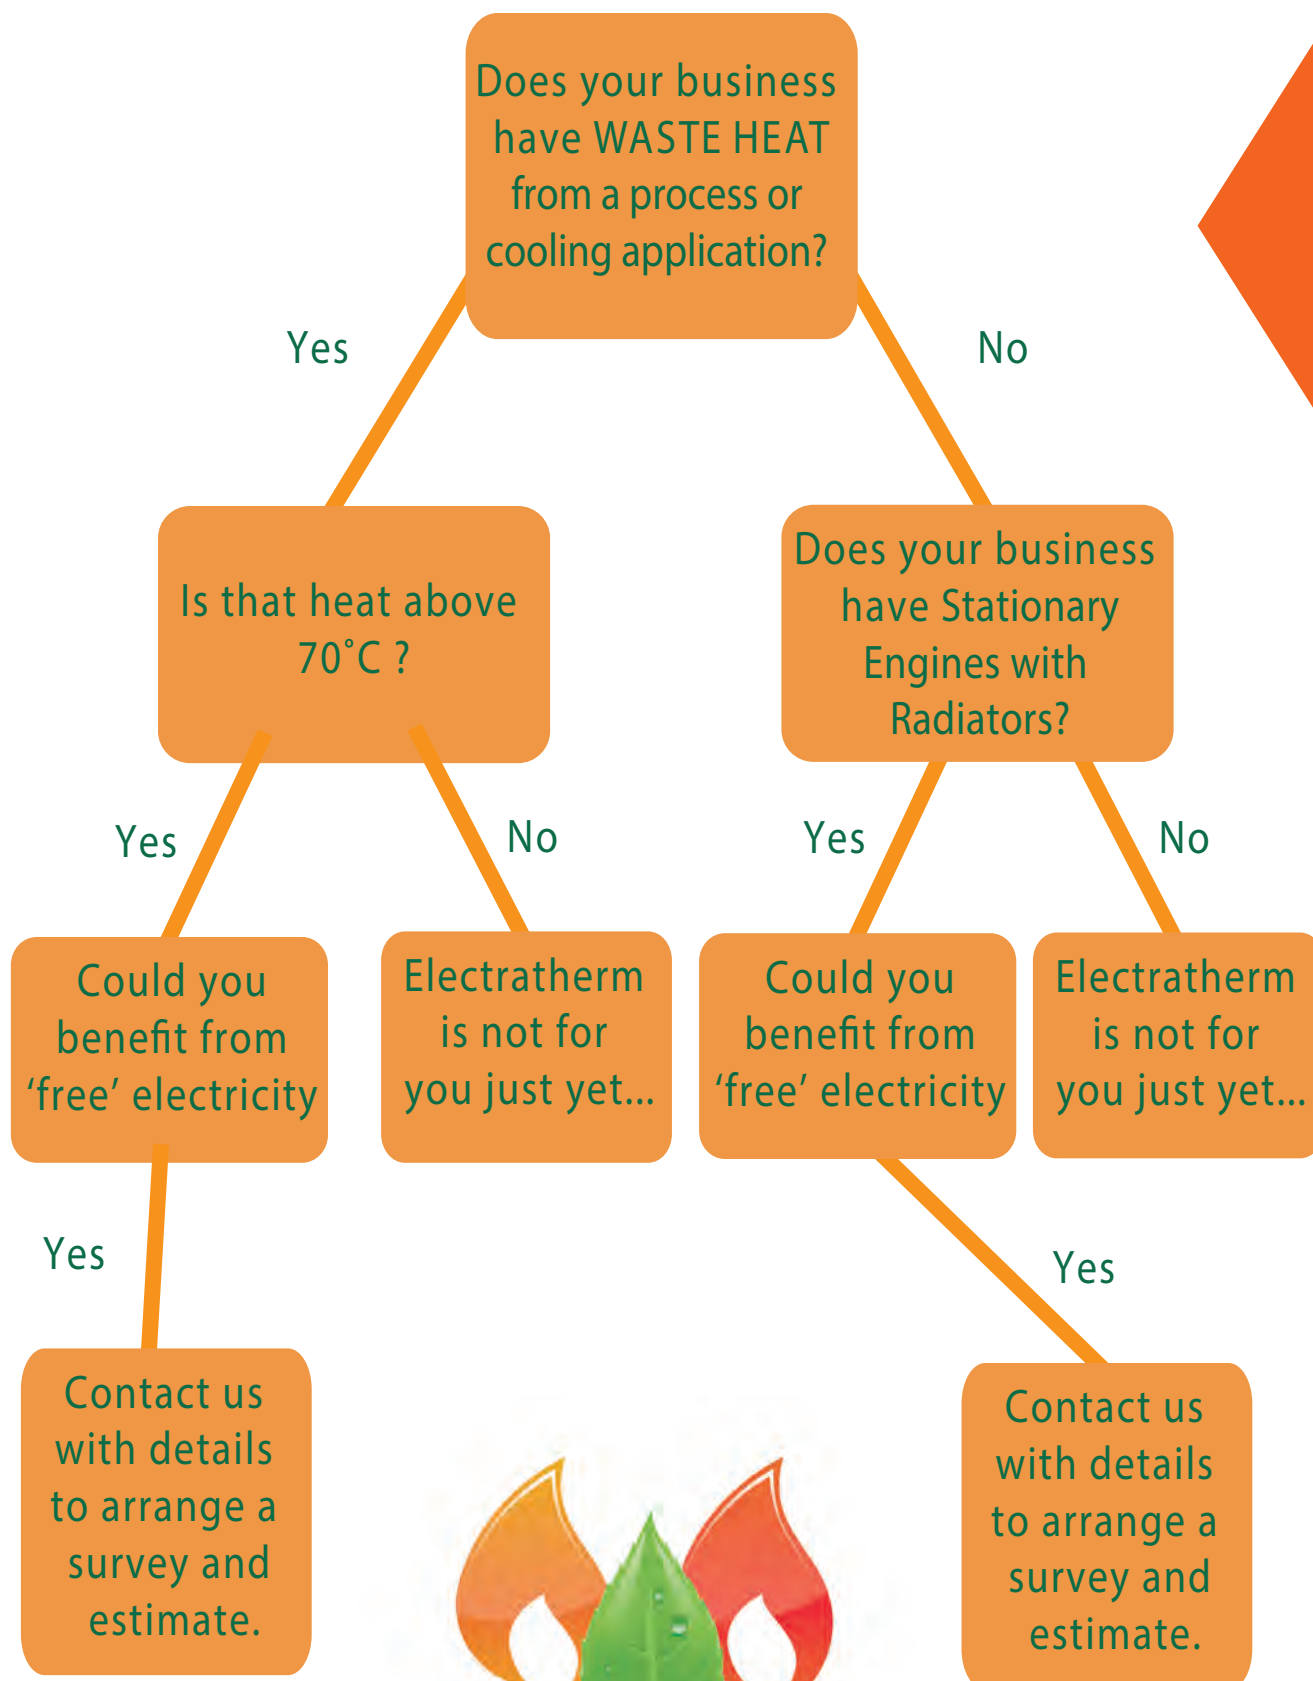 Does your business
have WASTE HEAT
from a process or
cooling application?
Yes
No
Is that heat above
70˚C ?
Does your business
have Stationary
Engines with
Radiators?
Yes
No
Yes
No
Could you
benefit from
‘free’ electricity
Electratherm
is not for
you just yet...
Could you
benefit from
‘free’ electricity
Electratherm
is not for
you just yet...
Yes
Yes
Contact us
with details
to arrange a
survey and
estimate.
Contact us
with details
to arrange a
survey and
estimate.